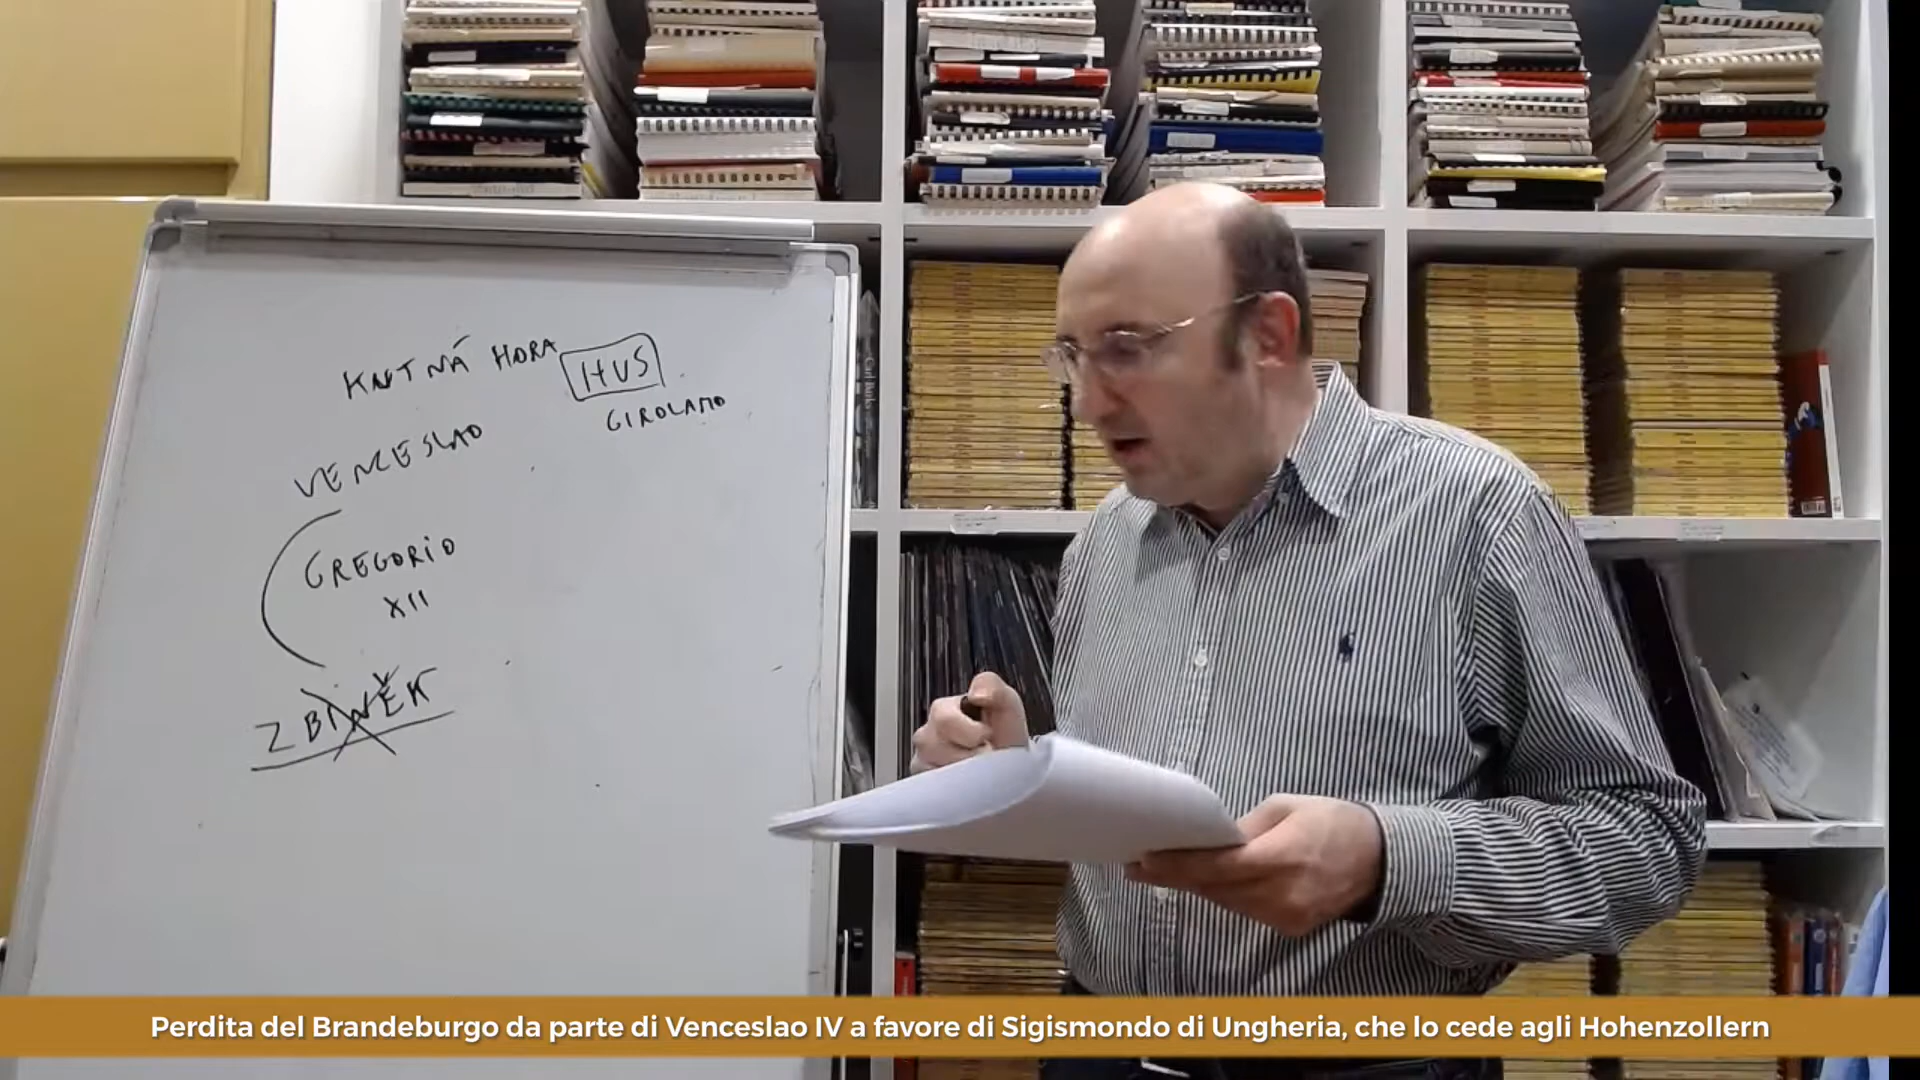 KUTNÁ HORA
HUS
GIROLAMO
VENCESLAO
GREGORIO
XII
ZBINĚK
Perdita del Brandeburgo da parte di Venceslao IV a favore di Sigismondo di Ungheria, che lo cede agli Hohenzollern